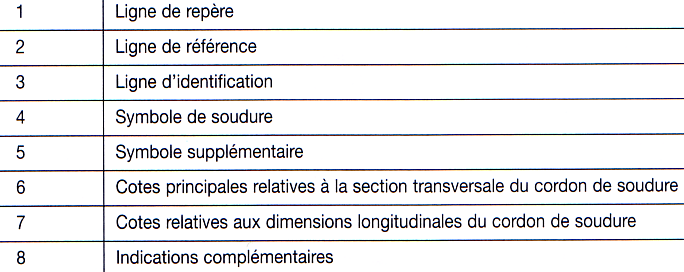 1 Ligne de repère
2 Ligne de référence
3 Ligne d'identification
4 Symbole de soudure
5 Symbole supplémentaire
6 Cotes principales relatives à la section transversale du cordon de soudure
7 Cotes relatives aux dimensions longitudinales du cordon de soudure
8 Indications complémentaires